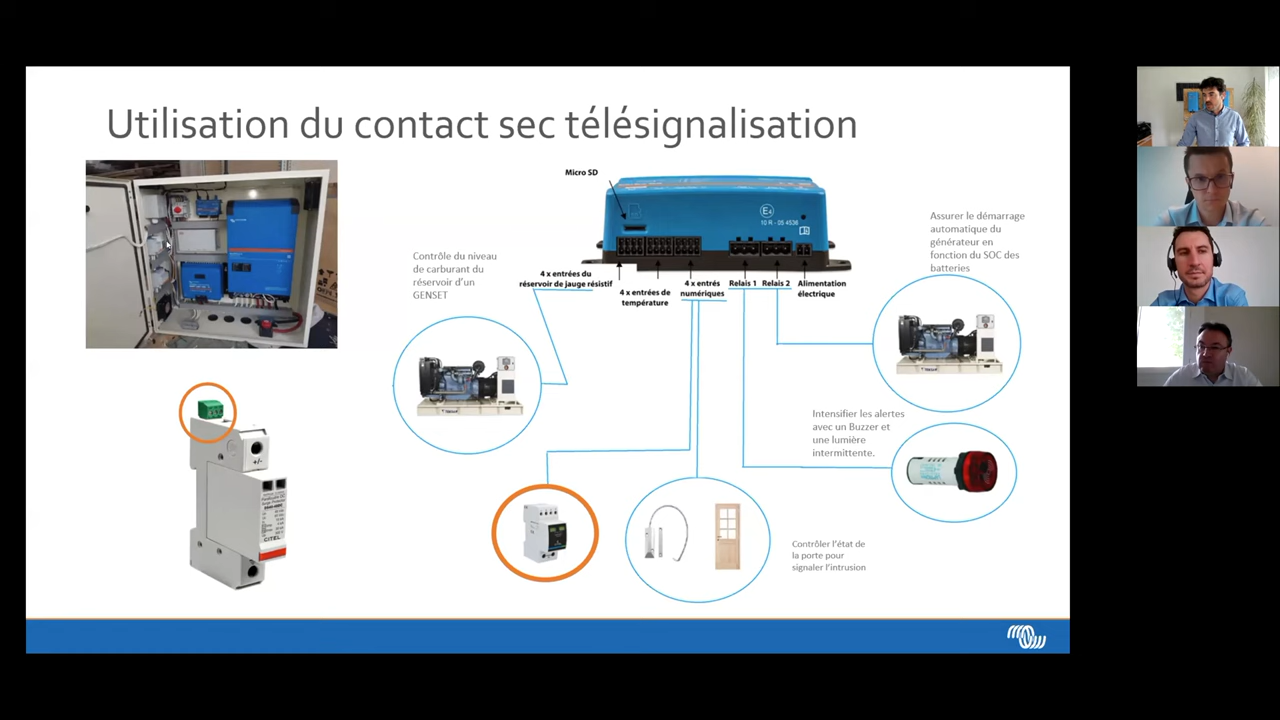 Utilisation du contact sec télésignalisation
Micro SD
10 R - 05 4536
4 x entrées du
réservoir de jauge résistif
4 x entrées de
température
4 x entrés
numériques
Relais 1
Relais 2
Alimentation
électrique
Contrôle du niveau
de carburant du
réservoir d'un
GENSET
Assurer le démarrage
automatique du
générateur en
fonction du SOC des
batteries
Intensifier les alertes
avec un Buzzer et
une lumière
intermittente.
Contrôler l'état de
la porte pour
signaler l'intrusion
+/-
CITEL